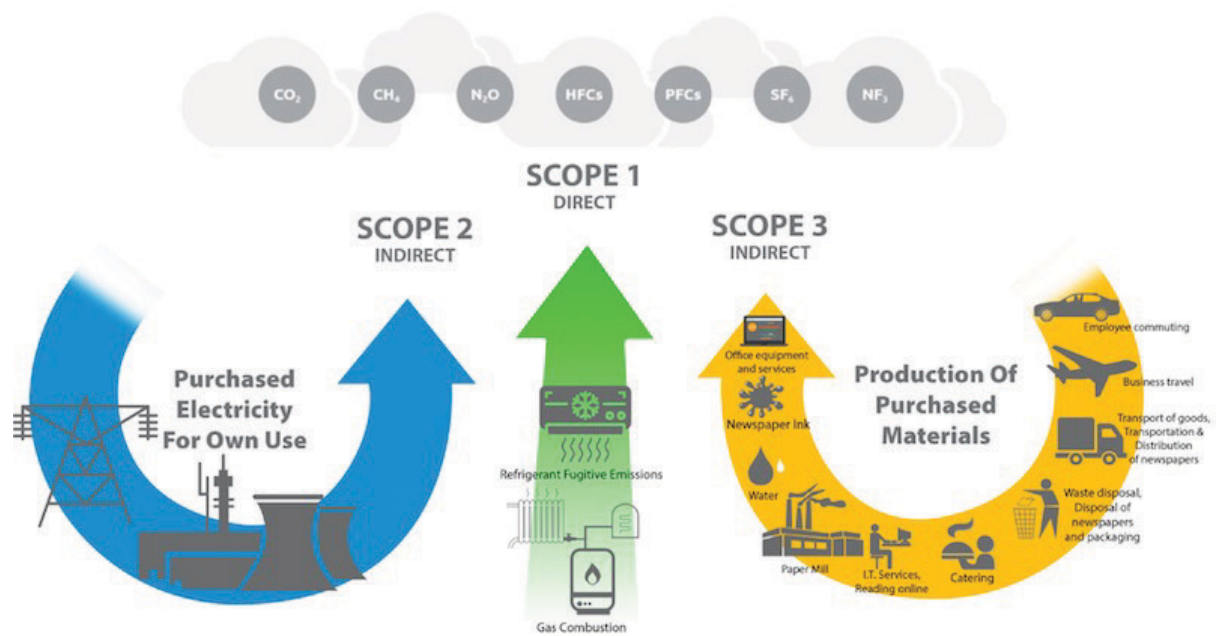 CO₂
CH₄
N₂O
HFCs
PFCs
SF₆
NF₃
SCOPE 1
DIRECT
SCOPE 2
INDIRECT
SCOPE 3
INDIRECT
Purchased
Electricity
For Own Use
Refrigerant Fugitive Emissions
Gas Combustion
Office equipment
and services
Newspaper Ink
Water
Paper Mill
I.T. Services,
Reading online
Catering
Production Of
Purchased
Materials
Employee commuting
Business travel
Transport of goods,
Transportation &
Distribution
of newspapers
Waste disposal,
Disposal of
newspapers
and packaging